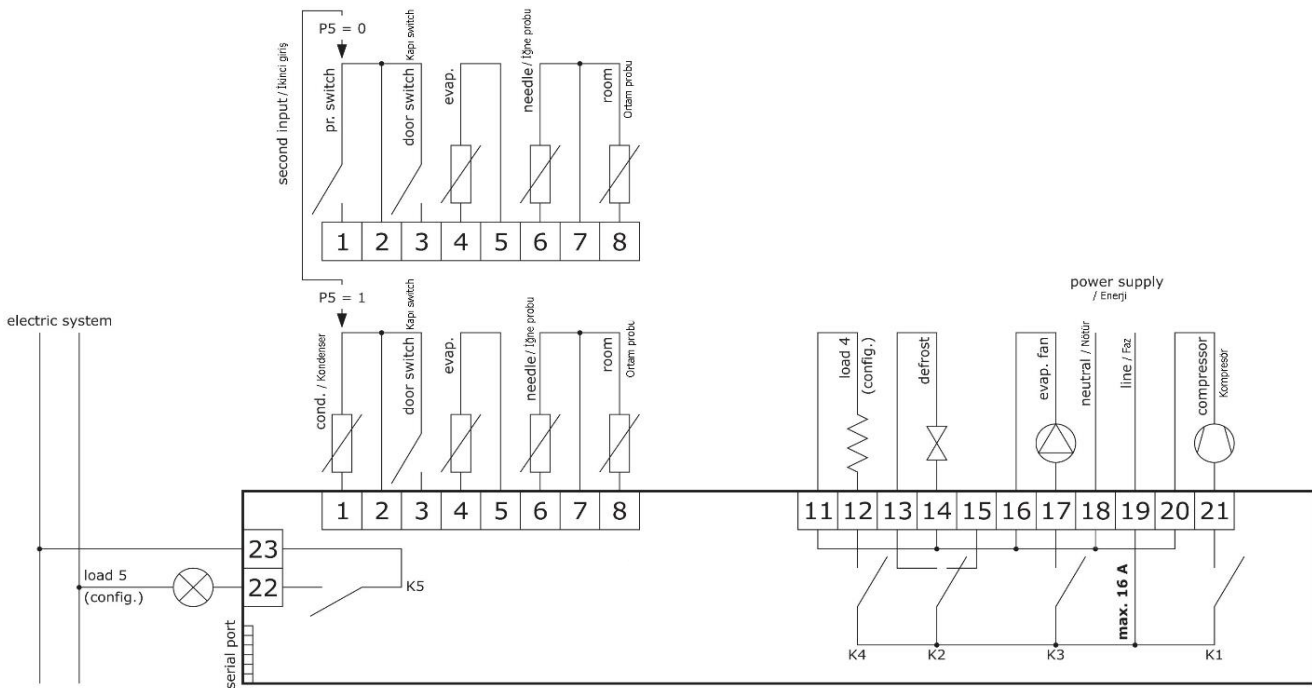 P5 = 0
second input / İkinci giriş
pr. switch
door switch Kapı switch
evap.
needle / İğne probu
room
Ortam probu
1 2 3 4 5 6 7 8
P5 = 1
power supply
/ Enerji
electric system
cond. / Kondenser
door switch Kapı switch
evap.
needle / İğne probu
room
Ortam probu
load 4
(config.)
defrost
evap. fan
neutral / Nötür
line / Faz
compressor
Kompresör
1 2 3 4 5 6 7 8
11 12 13 14 15 16 17 18 19 20 21
23
load 5
(config.)
22
K5
max. 16 A
serial port
K4
K2
K3
K1